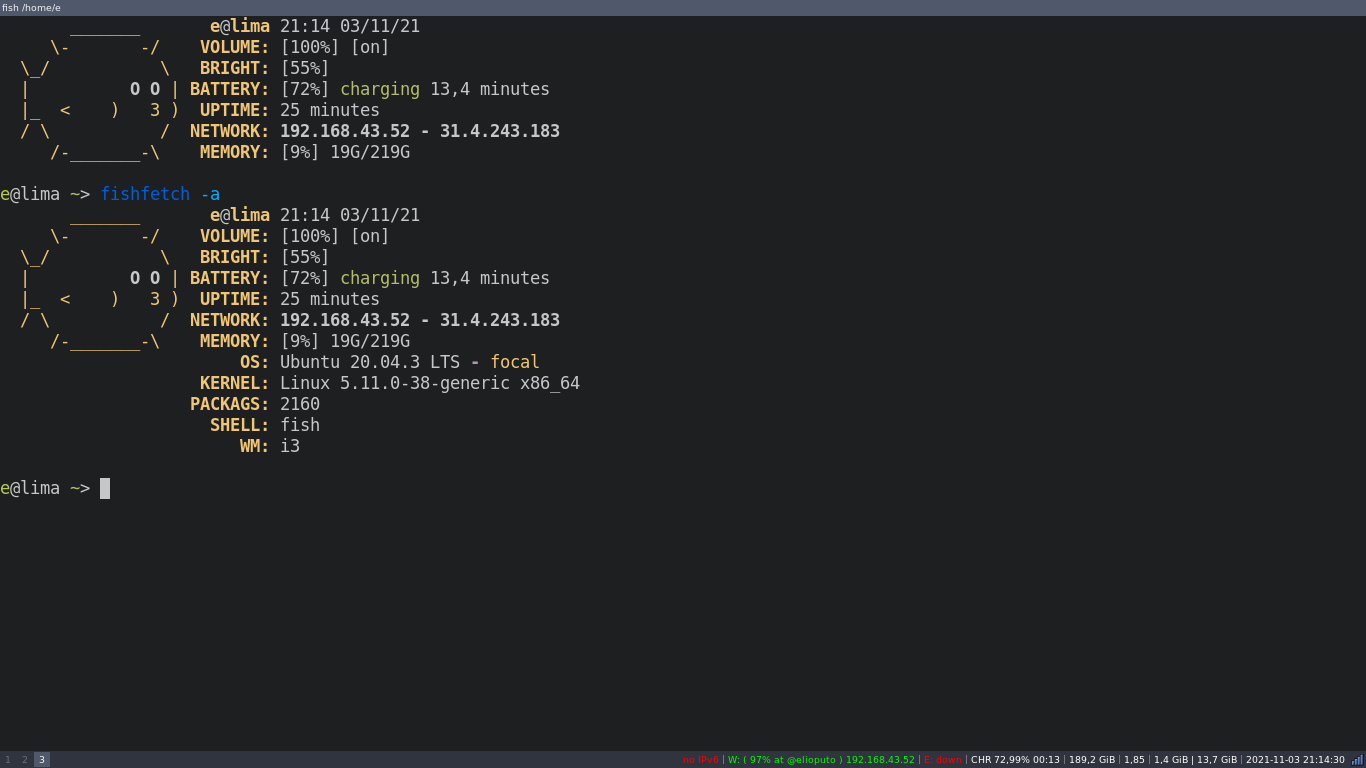 fish /home/e
       _______       e@lima 21:14 03/11/21
     \-       -/    VOLUME: [100%] [on]
  \_/           \   BRIGHT: [55%]
  |          O O | BATTERY: [72%] charging 13,4 minutes
  |_  <    )   3 )  UPTIME: 25 minutes
  / \           /  NETWORK: 192.168.43.52 - 31.4.243.183
     /-_______-\    MEMORY: [9%] 19G/219G
e@lima ~> fishfetch -a
       _______       e@lima 21:14 03/11/21
     \-       -/    VOLUME: [100%] [on]
  \_/           \   BRIGHT: [55%]
  |          O O | BATTERY: [72%] charging 13,4 minutes
  |_  <    )   3 )  UPTIME: 25 minutes
  / \           /  NETWORK: 192.168.43.52 - 31.4.243.183
     /-_______-\    MEMORY: [9%] 19G/219G
                        OS: Ubuntu 20.04.3 LTS - focal
                    KERNEL: Linux 5.11.0-38-generic x86_64
                   PACKAGS: 2160
                     SHELL: fish
                        WM: i3
e@lima ~>
1 2 3 no IPv6 | W: ( 97% at @elioputo ) 192.168.43.52 | E: down | CHR 72,99% 00:13 | 189,2 GiB | 1,85 | 1,4 GiB | 13,7 GiB | 2021-11-03 21:14:30